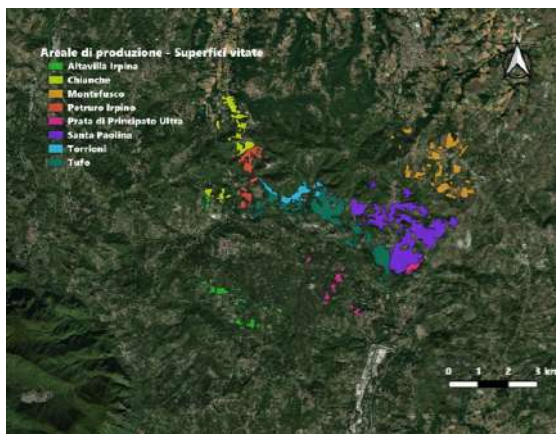 N
Areale di produzione - Superfici vitate
Altavilla Irpina
Chianche
Montefusco
Petruro Irpino
Prata di Principato Ultra
Santa Paolina
Torrioni
Tufo
0 1 2 3 km